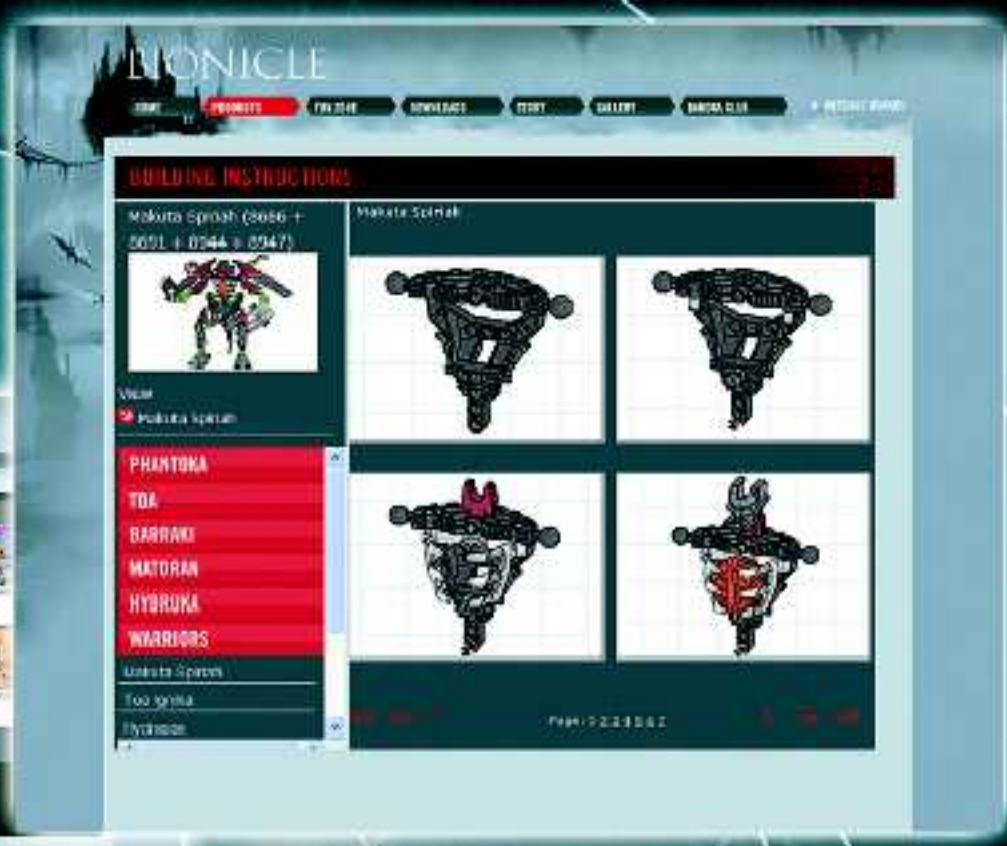 BIONICLE
HOME PRODUCTS FUN ZONE DOWNLOADS STORY GALLERY
BUILDING INSTRUCTIONS
Makuta Spiriah (8686 +
8691 + 8944 + 8947)
Makuta Spiriah
View
Makuta Spiriah
PHANTOKA
TOA
BARRAKI
MATORAN
HYDRUKA
WARRIORS
Makuta Spiriah
Toa Ignika
Hydraxon
Page: 1 2 3 4 5 6 7